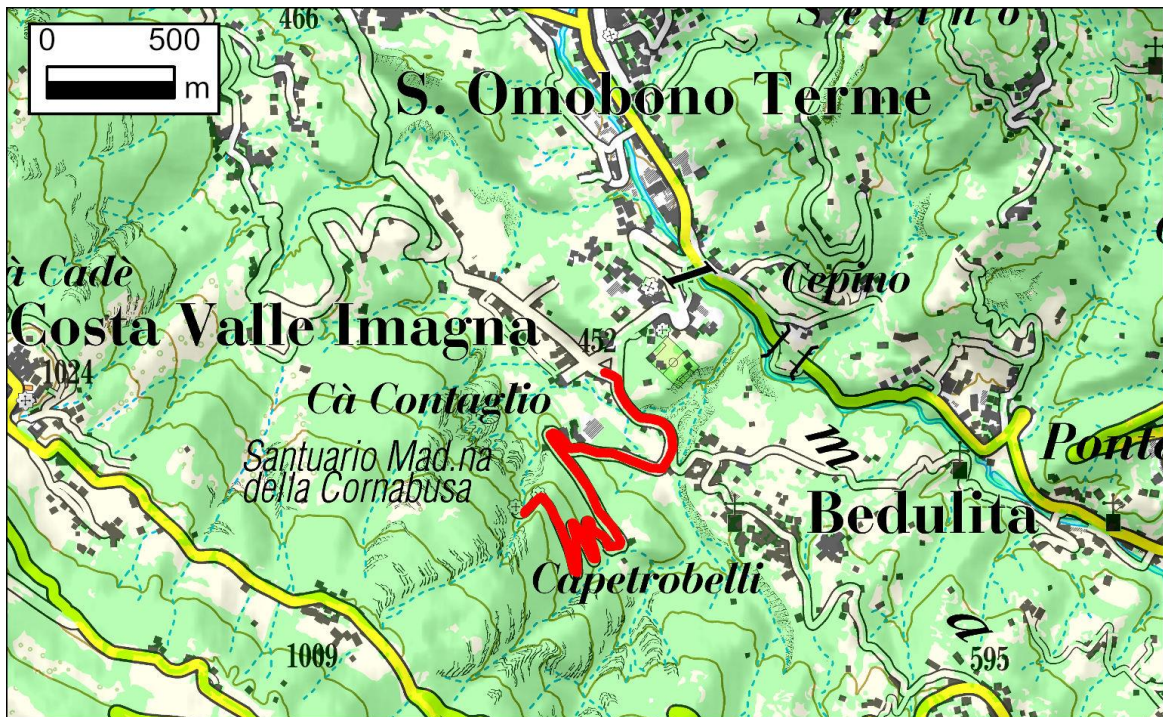 466
Selino
0 500
m
S. Omobono Terme
Cepino
à Cadè
Costa Valle Imagna
452
1024
Cà Contaglio
Santuario Mad.na
della Cornabusa
m
Ponte
Bedulita
Capetrobelli
a
1009
595